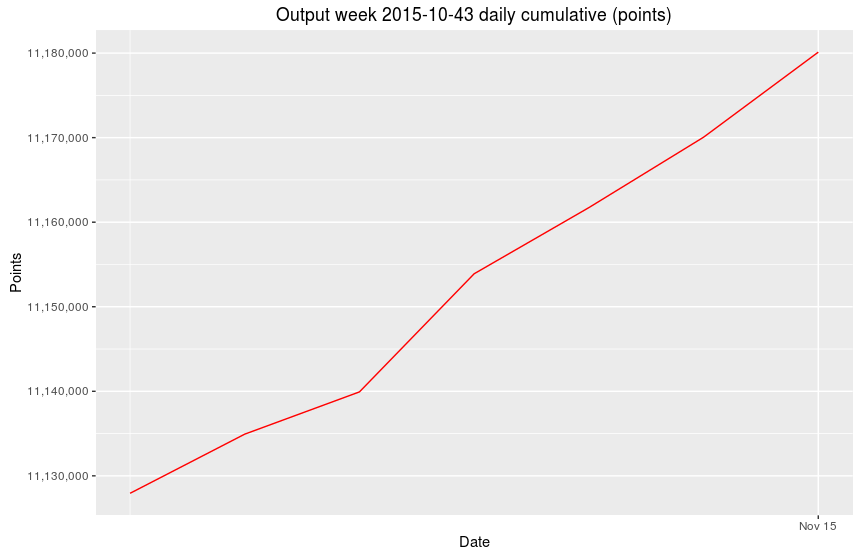 Output week 2015-10-43 daily cumulative (points)
11,180,000
11,170,000
11,160,000
11,150,000
11,140,000
11,130,000
Points
Nov 15
Date